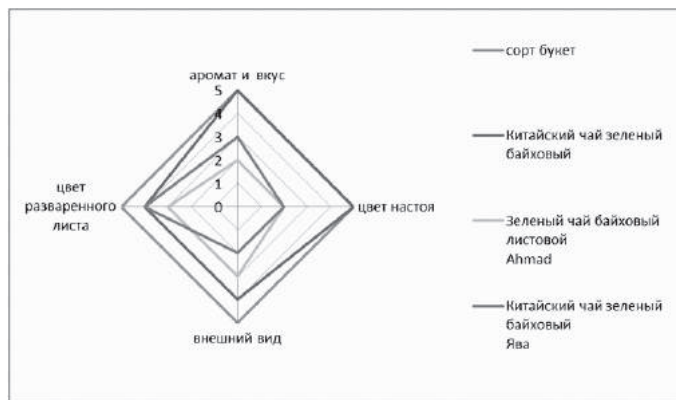 аромат и вкус
5
4
3
2
1
0
цвет
разваренного
листа
цвет настоя
внешний вид
сорт букет
Китайский чай зеленый
байховый
Зеленый чай байховый
листовой
Ahmad
Китайский чай зеленый
байховый
Ява